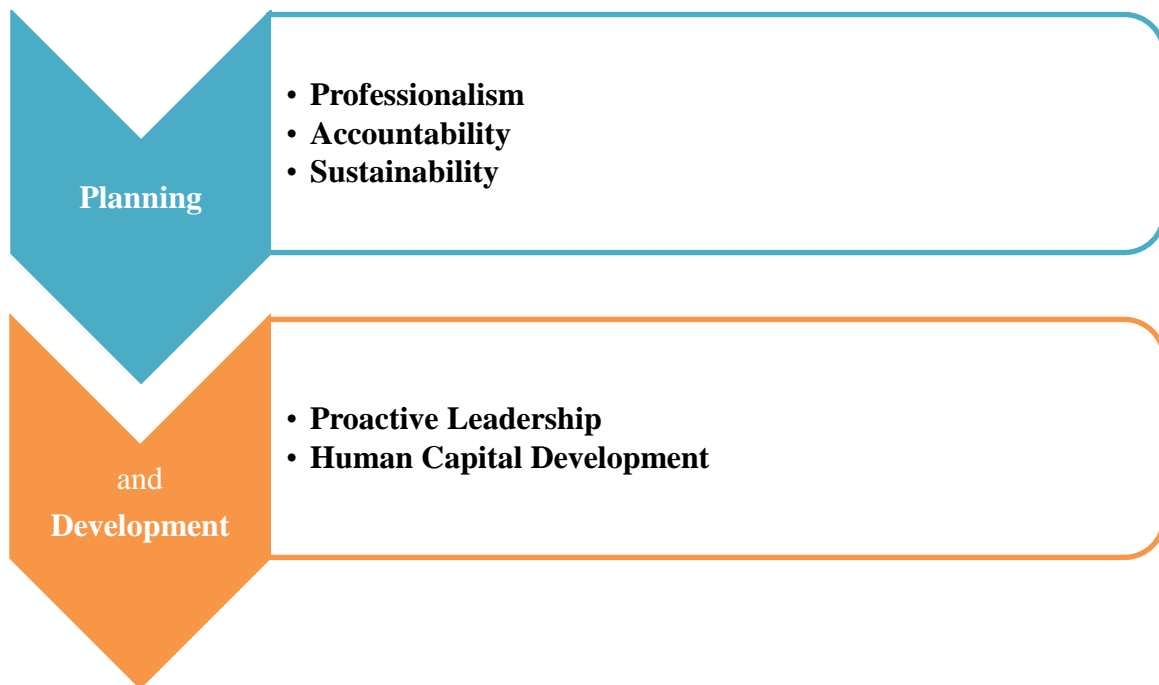 Planning
• Professionalism
• Accountability
• Sustainability
and
Development
• Proactive Leadership
• Human Capital Development